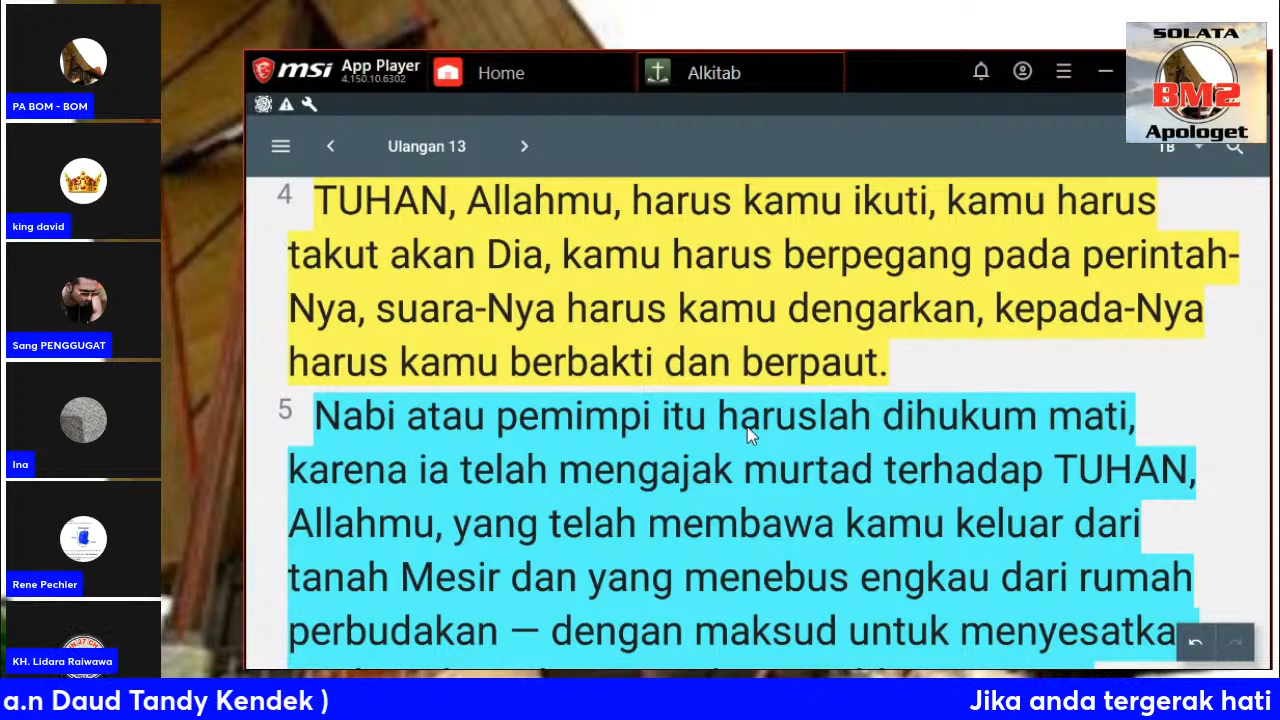 PA BOM - BOM
king david
Sang PENGGUGAT
Ina
Rene Pechler
KH. Lidara Raiwawa
msi App Player
4.150.10.6302
Home
Alkitab
SOLATA
BM2
Apologet
Ulangan 13
TB
4 TUHAN, Allahmu, harus kamu ikuti, kamu harus
takut akan Dia, kamu harus berpegang pada perintah-
Nya, suara-Nya harus kamu dengarkan, kepada-Nya
harus kamu berbakti dan berpaut.
5 Nabi atau pemimpi itu haruslah dihukum mati,
karena ia telah mengajak murtad terhadap TUHAN,
Allahmu, yang telah membawa kamu keluar dari
tanah Mesir dan yang menebus engkau dari rumah
perbudakan — dengan maksud untuk menyesatka
a.n Daud Tandy Kendek )
Jika anda tergerak hati